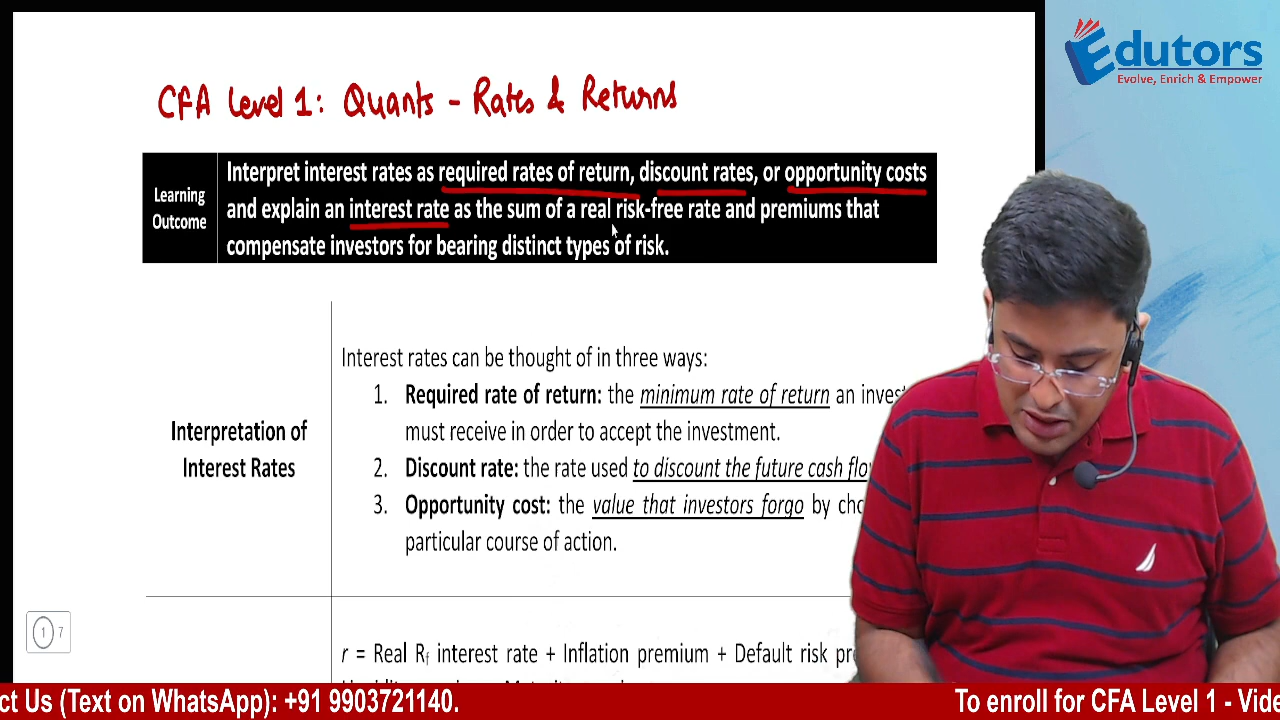 Edutors
Evolve, Enrich & Empower
CFA Level 1: Quants - Rates & Returns
Learning Outcome
Interpret interest rates as required rates of return, discount rates, or opportunity costs
and explain an interest rate as the sum of a real risk-free rate and premiums that
compensate investors for bearing distinct types of risk.
Interpretation of
Interest Rates
Interest rates can be thought of in three ways:
1. Required rate of return: the minimum rate of return an
must receive in order to accept the investment.
2. Discount rate: the rate used to discount the future cash
3. Opportunity cost: the value that investors forgo by
particular course of action.
r = Real Rf interest rate + Inflation premium + Default risk
1 7
ct Us (Text on WhatsApp): +91 9903721140.
To enroll for CFA Level 1 - Vide